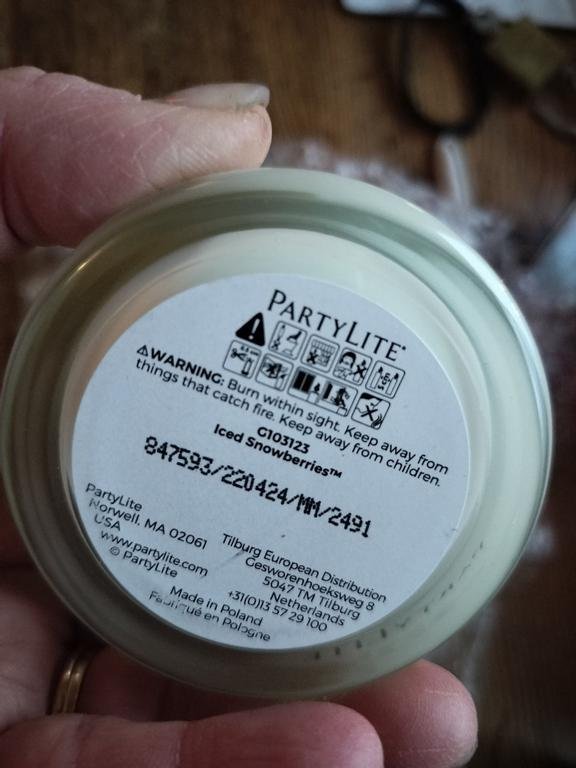 PARTYLITE
⚠WARNING: Burn within sight. Keep away from
things that catch fire. Keep away from children.
G103123
Iced Snowberries™
847593/220424/MM/2491
PartyLite
Norwell, MA 02061
USA
www.partylite.com
© PartyLite
Tilburg European Distribution
Gesworenhoeksweg 8
5047 TM Tilburg
Netherlands
+31(0)13 57 29 100
Made in Poland
Fabriqué en Pologne